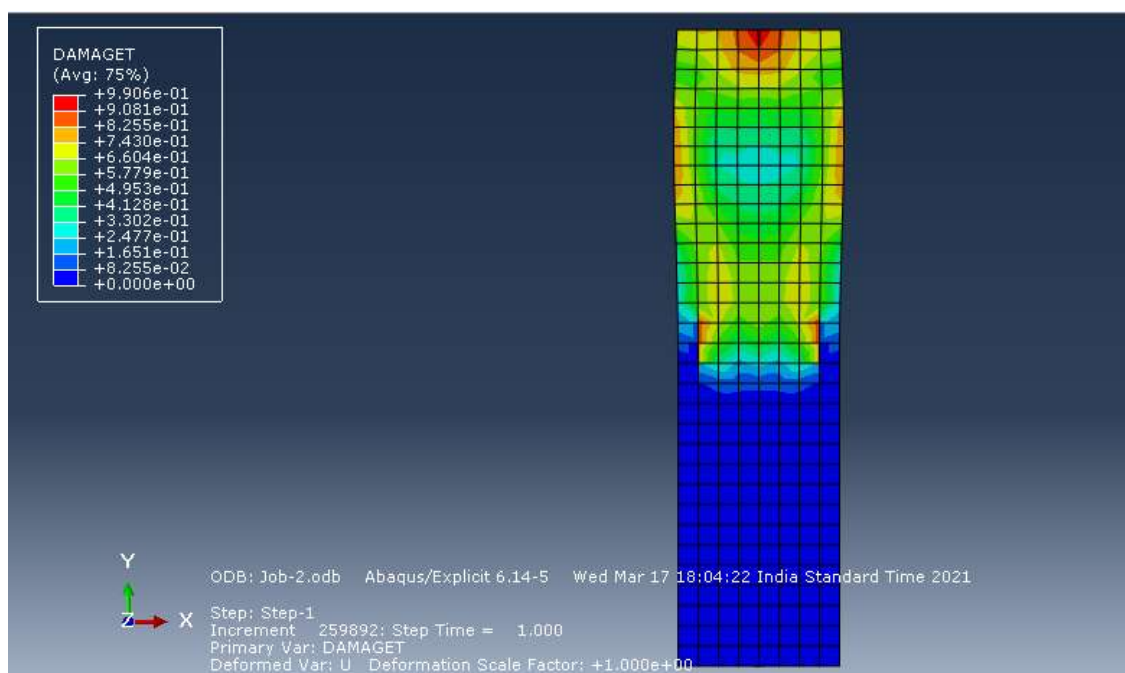 DAMAGET
(Avg: 75%)
+9.906e-01
+9.081e-01
+8.255e-01
+7.430e-01
+6.604e-01
+5.779e-01
+4.953e-01
+4.128e-01
+3.302e-01
+2.477e-01
+1.651e-01
+8.255e-02
+0.000e+00
Y
Z
X
ODB: Job-2.odb Abaqus/Explicit 6.14-5 Wed Mar 17 18:04:22 India Standard Time 2021
Step: Step-1
Increment 259892: Step Time = 1.000
Primary Var: DAMAGET
Deformed Var: U Deformation Scale Factor: +1.000e+00